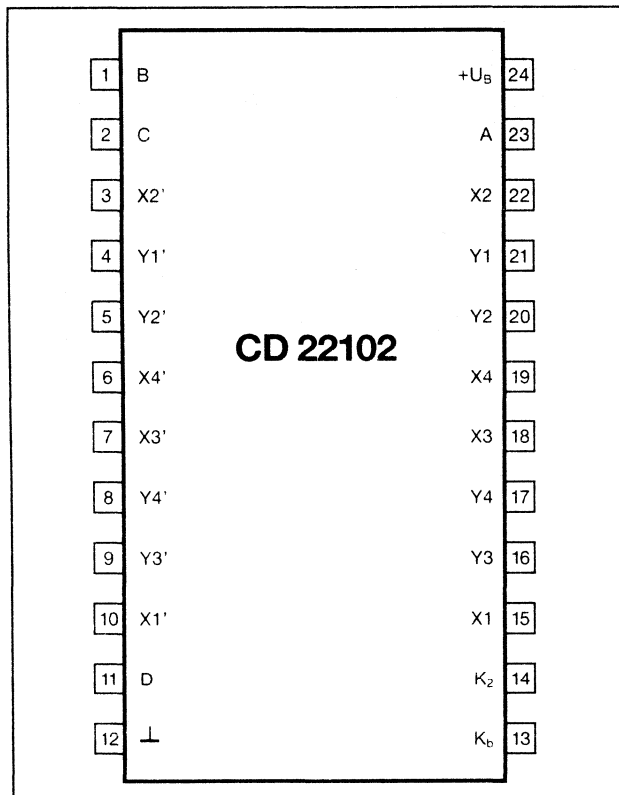 1 B +U_B 24
2 C A 23
3 X2' X2 22
4 Y1' Y1 21
5 Y2' Y2 20
CD 22102
6 X4' X4 19
7 X3' X3 18
8 Y4' Y4 17
9 Y3' Y3 16
10 X1' X1 15
11 D K₂ 14
12 ⊥ K_b 13